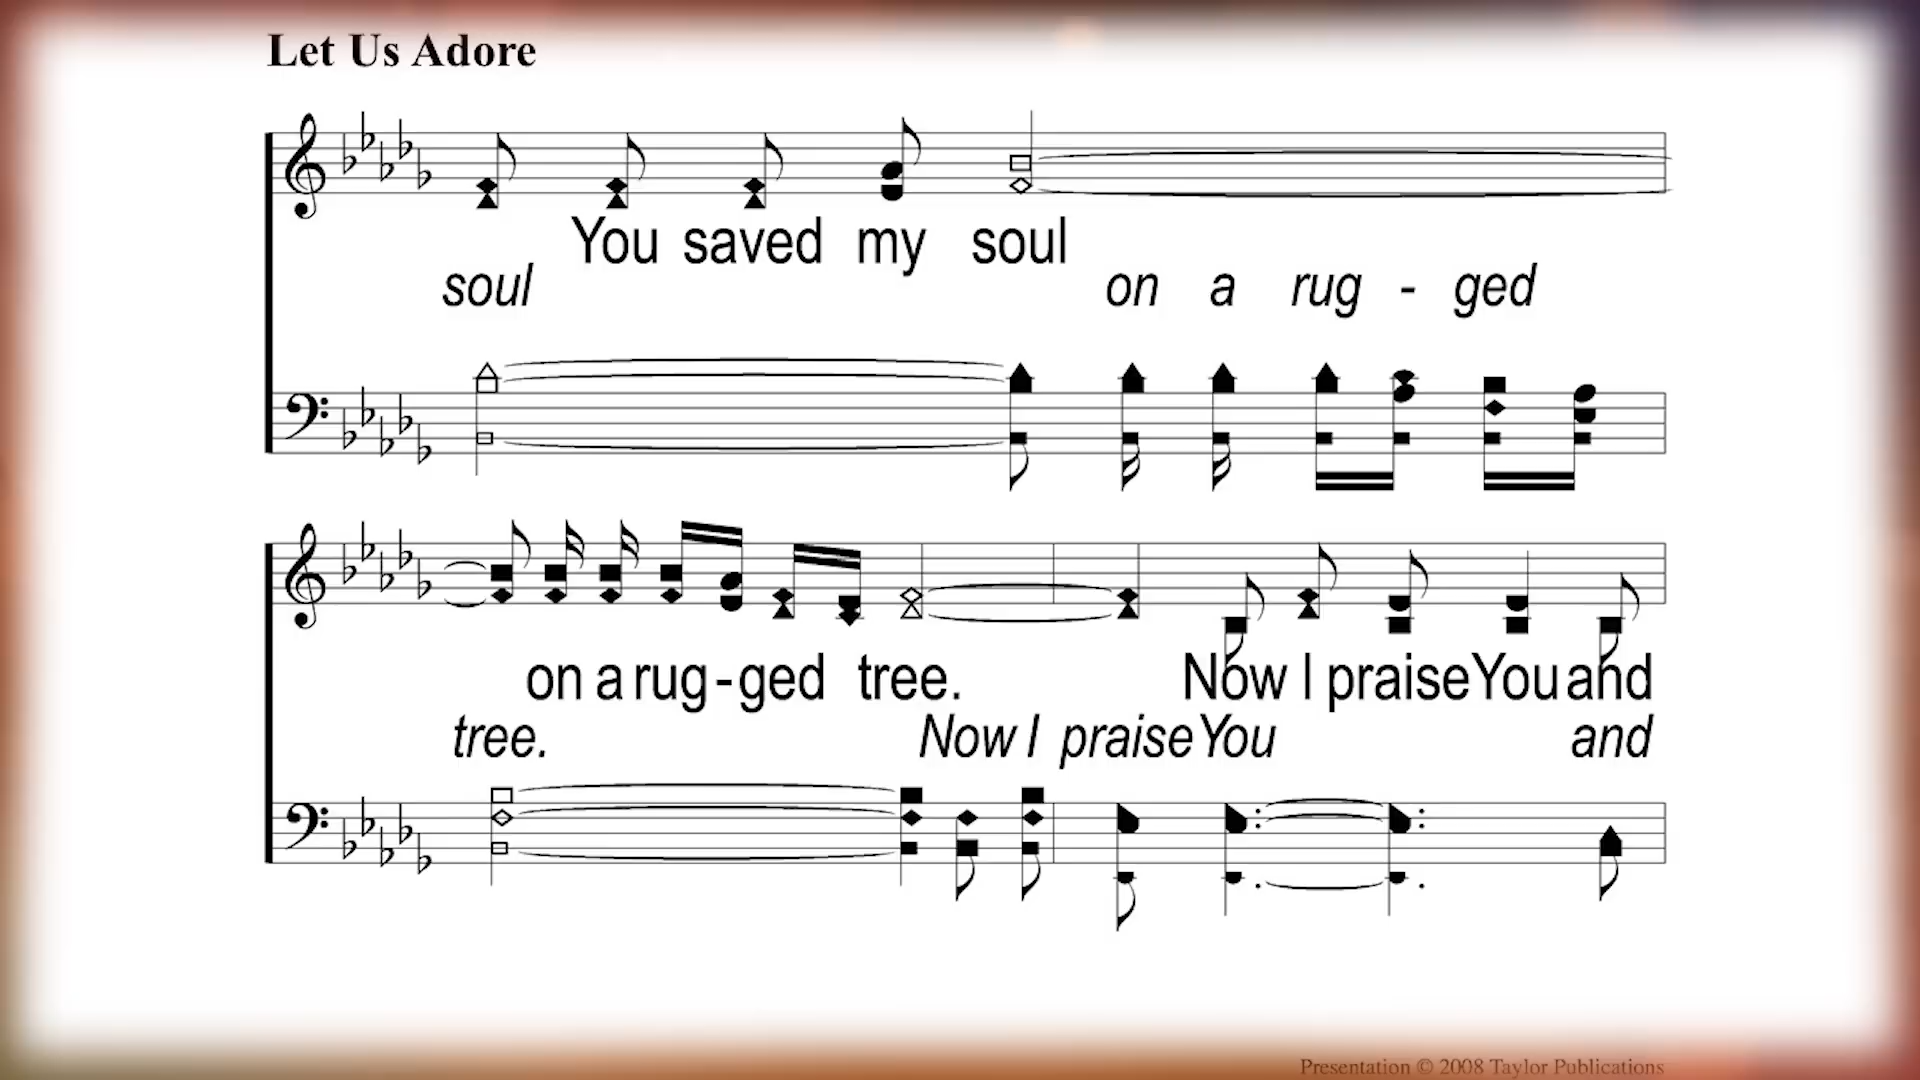 Let Us Adore
You saved my soul
soul on a rug - ged
on a rug - ged tree. Now I praise You and
tree. Now I praise You and
Presentation © 2008 Taylor Publications